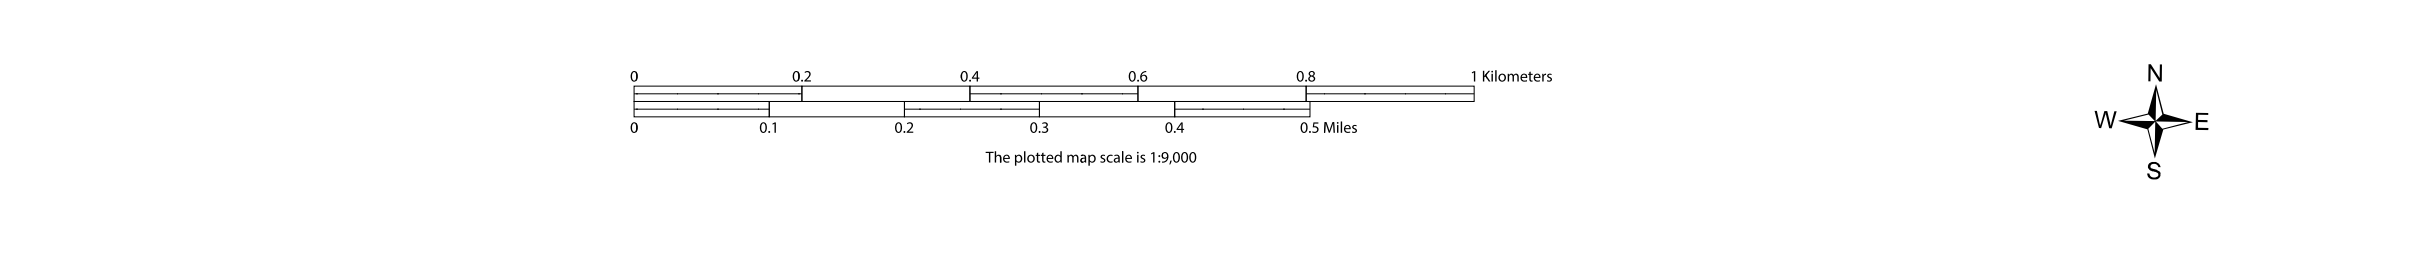 0 0.2 0.4 0.6 0.8 1 Kilometers
0 0.1 0.2 0.3 0.4 0.5 Miles
The plotted map scale is 1:9,000
N
W E
S